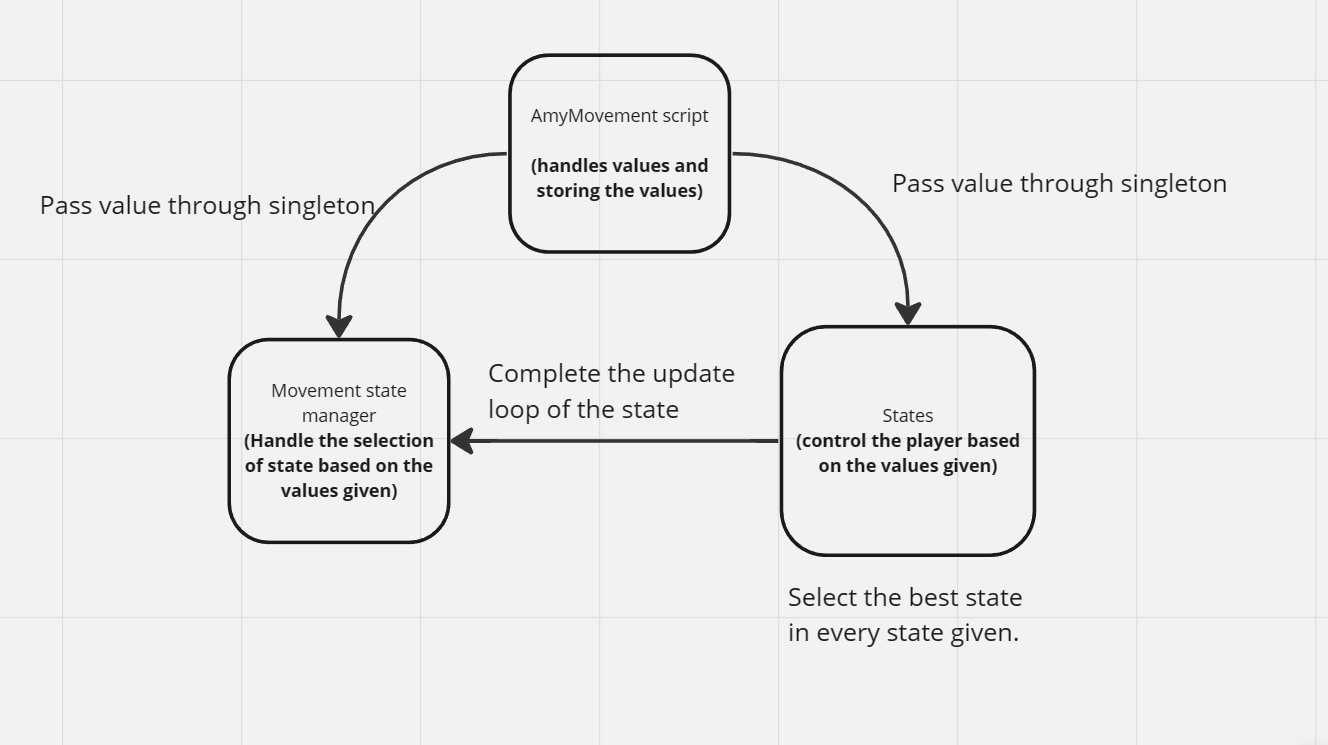 AmyMovement script
(handles values and
storing the values)
Pass value through singleton
Pass value through singleton
Complete the update
loop of the state
Movement state
manager
(Handle the selection
of state based on the
values given)
States
(control the player based
on the values given)
Select the best state
in every state given.